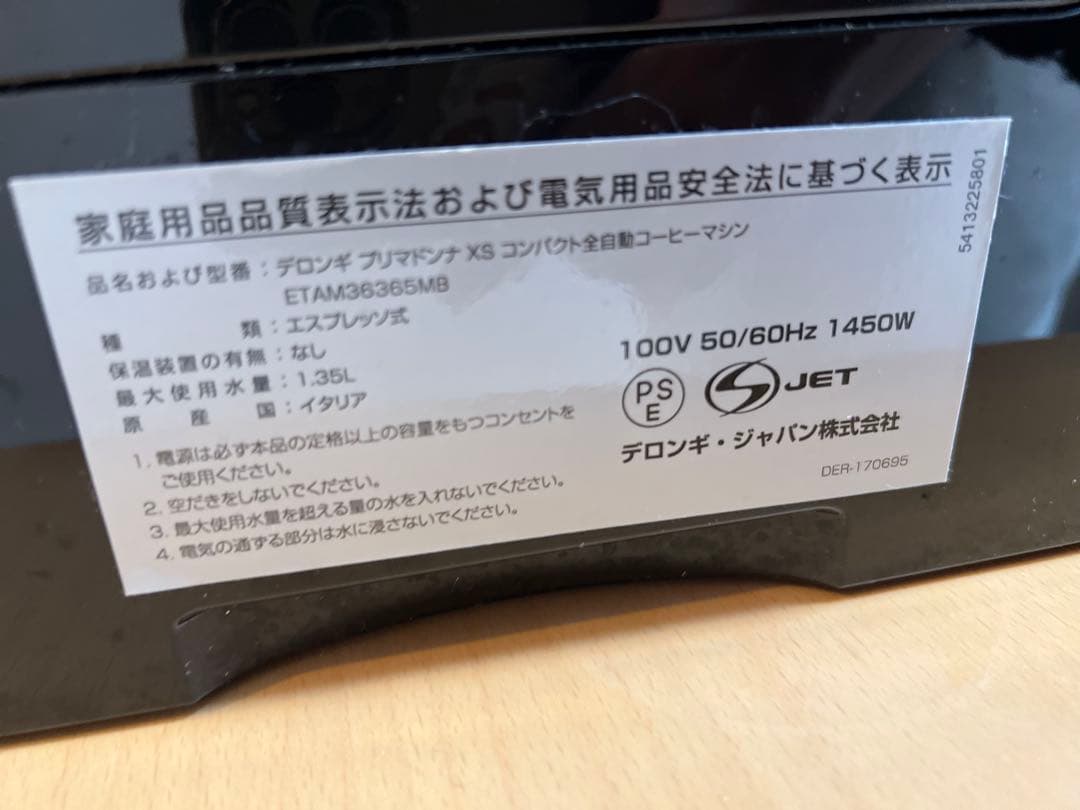 家庭用品品質表示法および電気用品安全法に基づく表示
品名および型番：デロンギ プリマドンナ XS コンパクト全自動コーヒーマシン
ETAM36365MB
種類：エスプレッソ式
保温装置の有無：なし
最大使用水量：1.35L
原産国：イタリア
1. 電源は必ず本品の定格以上の容量をもつコンセントを
ご使用ください。
2. 空だきをしないでください。
3. 最大使用水量を超える量の水を入れないでください。
4. 電気の通ずる部分は水に浸さないでください。
100V 50/60Hz 1450W
PS
E
JET
デロンギ・ジャパン株式会社
DER-170695
5413225801